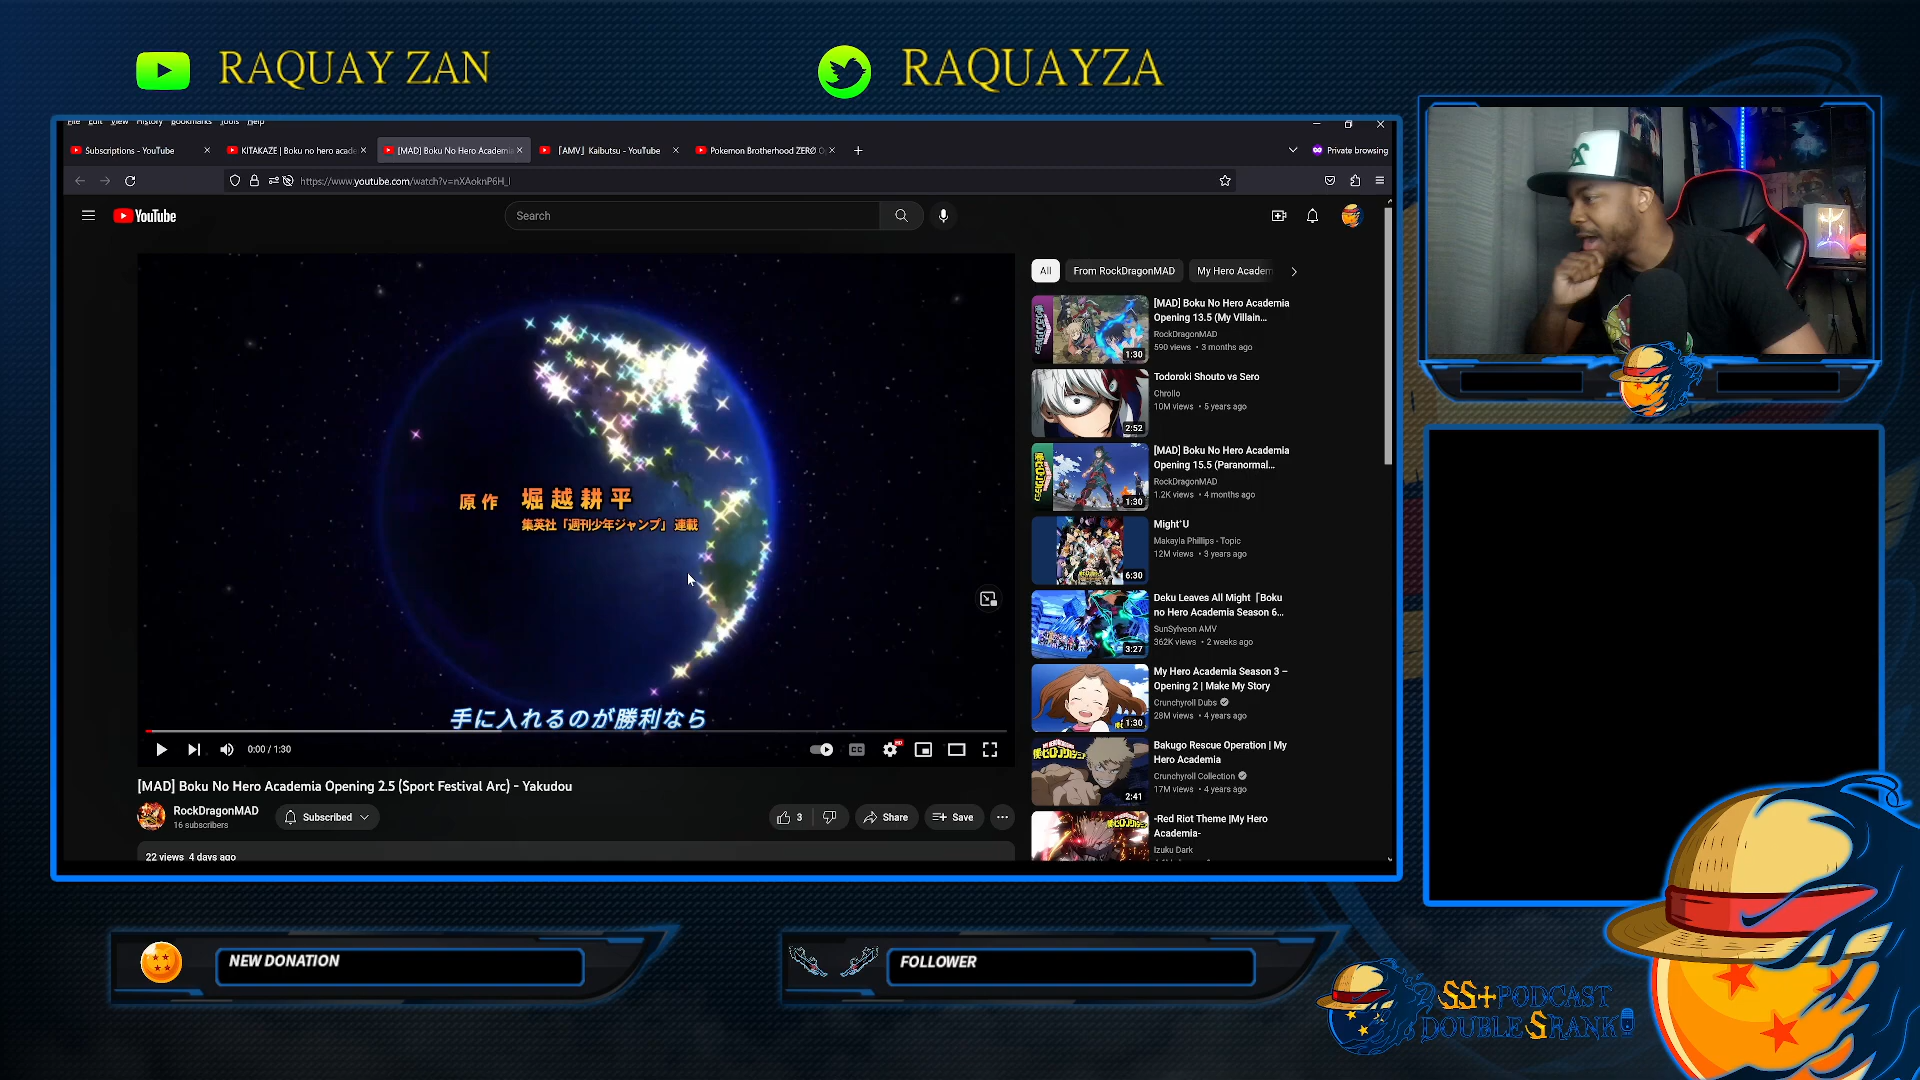 RAQUAY ZAN
RAQUAYZA
File Edit View History Bookmarks Tools Help
Subscriptions - YouTube
KITAKAZE | Boku no hero acade
[MAD] Boku No Hero Academia
「AMV」 Kaibutsu - YouTube
Pokemon Brotherhood ZERØ O
Private browsing
https://www.youtube.com/watch?v=nXAoknP6H_I
YouTube
Search
All
From RockDragonMAD
My Hero Academ
原作 堀越耕平
集英社「週刊少年ジャンプ」連載
手に入れるのが勝利なら
0:00 / 1:30
CC
HD
[MAD] Boku No Hero Academia Opening 2.5 (Sport Festival Arc) - Yakudou
RockDragonMAD
16 subscribers
Subscribed
3
Share
Save
22 views 4 days ago
[MAD] Boku No Hero Academia
Opening 13.5 (My Villain...
RockDragonMAD
590 views • 3 months ago
1:30
Todoroki Shouto vs Sero
Chrollo
10M views • 5 years ago
2:52
[MAD] Boku No Hero Academia
Opening 15.5 (Paranormal...
RockDragonMAD
1.2K views • 4 months ago
1:30
Might⁺U
Makayla Phillips - Topic
12M views • 3 years ago
6:30
Deku Leaves All Might「Boku
no Hero Academia Season 6...
SunSylveon AMV
362K views • 2 weeks ago
3:27
My Hero Academia Season 3 –
Opening 2 | Make My Story
Crunchyroll Dubs
28M views • 4 years ago
1:30
Bakugo Rescue Operation | My
Hero Academia
Crunchyroll Collection
17M views • 4 years ago
2:41
-Red Riot Theme |My Hero
Academia-
Izuku Dark
NEW DONATION
FOLLOWER
SS+PODCAST
DOUBLE S RANK